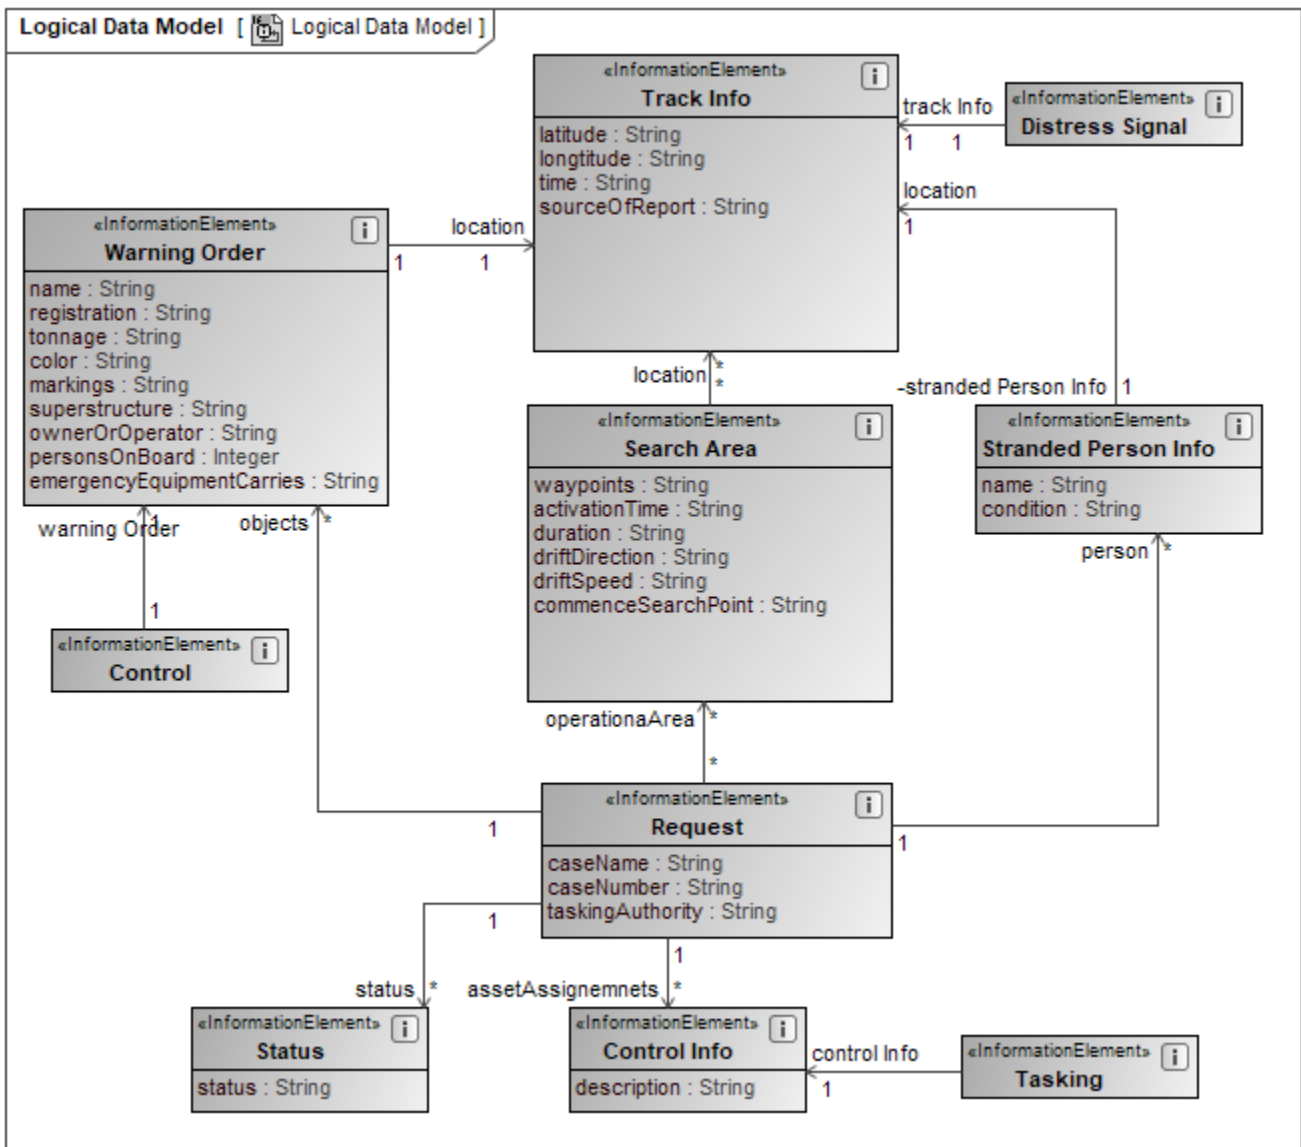 Logical Data Model [ Logical Data Model ]
«InformationElement»
Track Info
latitude : String
longtitude : String
time : String
sourceOfReport : String
track Info
1 1
«InformationElement»
Distress Signal
location
1
«InformationElement»
Warning Order
name : String
registration : String
tonnage : String
color : String
markings : String
superstructure : String
ownerOrOperator : String
personsOnBoard : Integer
emergencyEquipmentCarries : String
location
1 1
location
*
*
-stranded Person Info 1
«InformationElement»
Search Area
waypoints : String
activationTime : String
duration : String
driftDirection : String
driftSpeed : String
commenceSearchPoint : String
«InformationElement»
Stranded Person Info
name : String
condition : String
person *
warning Order
1
objects *
1
«InformationElement»
Control
operationaArea *
*
«InformationElement»
Request
caseName : String
caseNumber : String
taskingAuthority : String
1
1
1
1
status *
assetAssignemnets *
«InformationElement»
Status
status : String
«InformationElement»
Control Info
description : String
control Info
1
«InformationElement»
Tasking